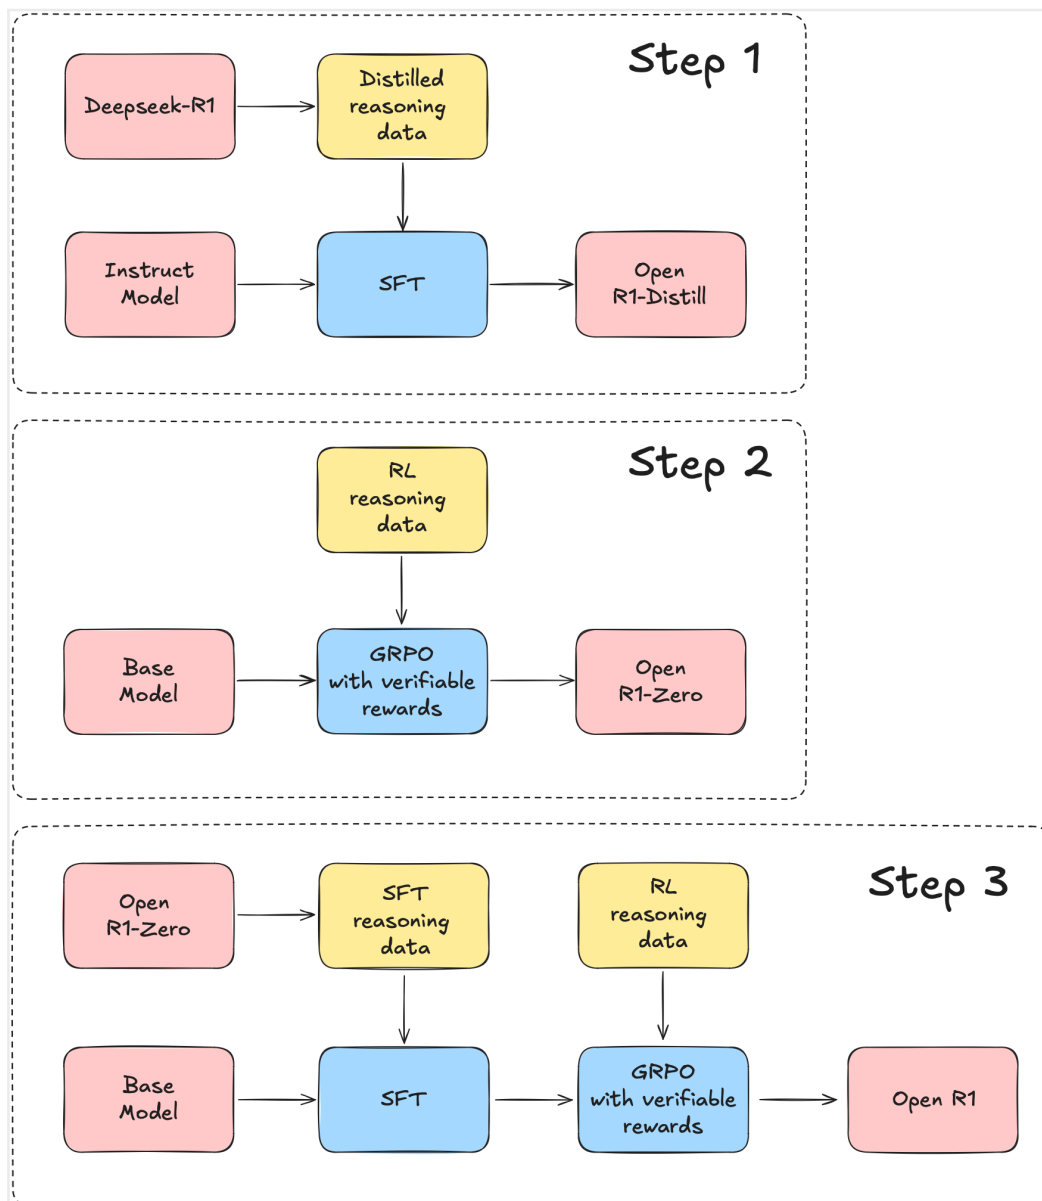 Step 1
Deepseek-R1
Distilled
reasoning
data
Instruct
Model
SFT
Open
R1-Distill
Step 2
RL
reasoning
data
Base
Model
GRPO
with verifiable
rewards
Open
R1-Zero
Step 3
Open
R1-Zero
SFT
reasoning
data
RL
reasoning
data
Base
Model
SFT
GRPO
with verifiable
rewards
Open R1